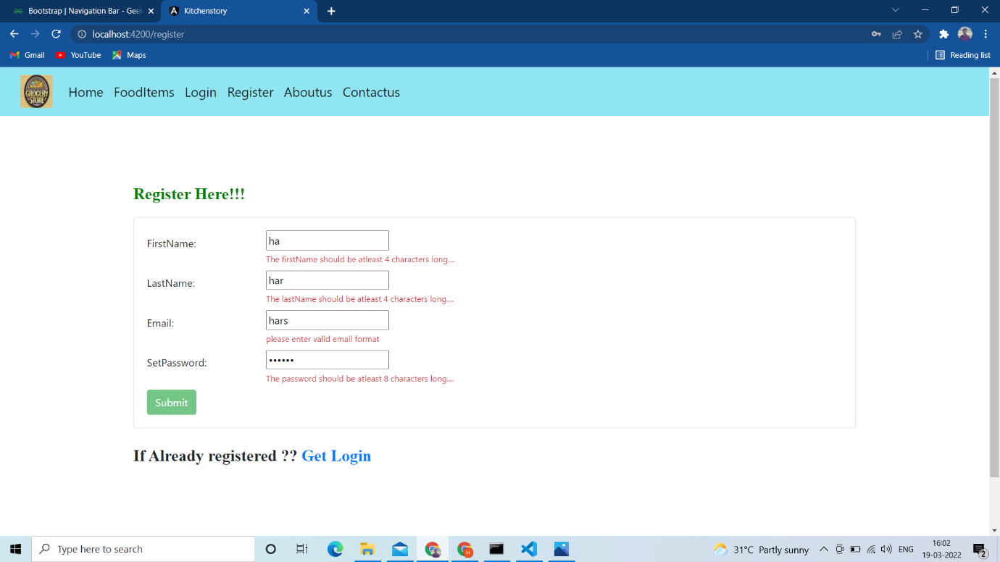 Bootstrap | Navigation Bar - Geek
Kitchenstory
localhost:4200/register
Gmail
YouTube
Maps
Reading list
GROCERY
STORE
Home
FoodItems
Login
Register
Aboutus
Contactus
Register Here!!!
FirstName:
ha
The firstName should be atleast 4 characters long....
LastName:
har
The lastName should be atleast 4 characters long....
Email:
hars
please enter valid email format
SetPassword:
••••••
The password should be atleast 8 characters long....
Submit
If Already registered ?? Get Login
Type here to search
H
31°C Partly sunny
ENG
16:02
19-03-2022
2